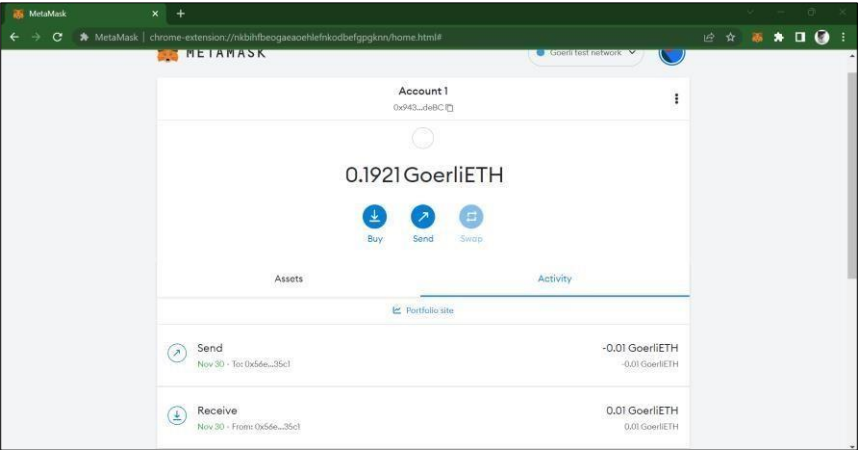 MetaMask
MetaMask | chrome-extension://nkbihfbeogaeaoehlefnkodbefgpgknn/home.html#
METAMASK
Goerli test network
Account 1
0x943...deBC
0.1921 GoerliETH
Buy
Send
Swap
Assets
Activity
Portfolio site
Send
-0.01 GoerliETH
Nov 30 - To: 0x56e...35c1
-0.01 GoerliETH
Receive
0.01 GoerliETH
Nov 30 - From: 0x56e...35c1
0.01 GoerliETH